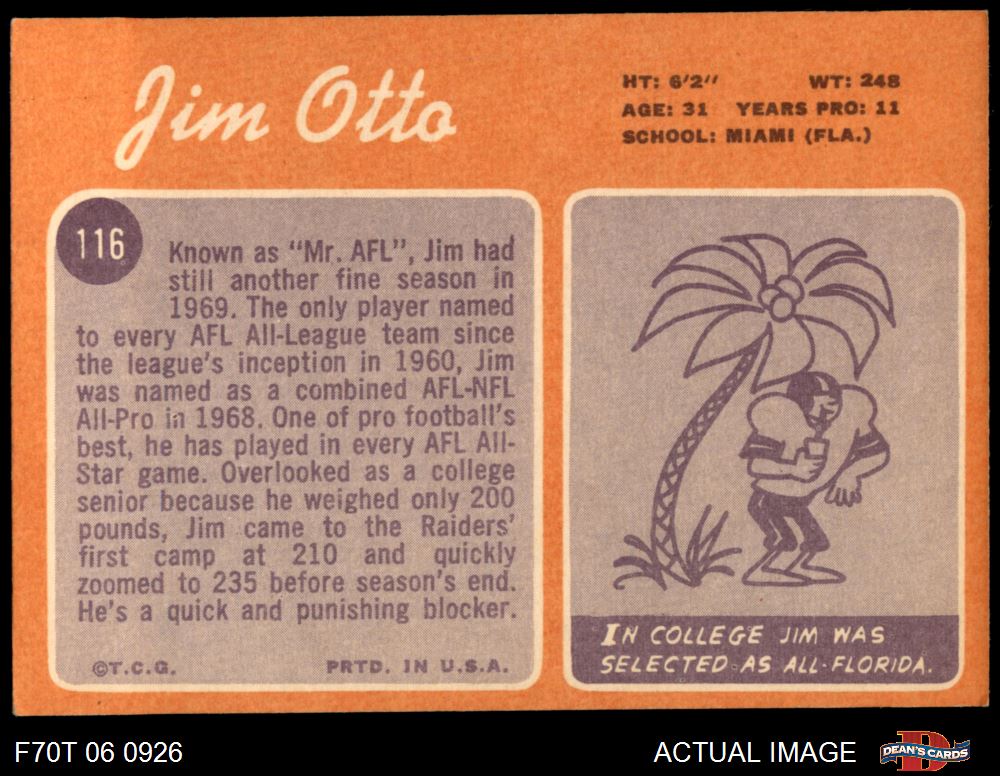 Jim Otto
HT: 6'2" WT: 248
AGE: 31 YEARS PRO: 11
SCHOOL: MIAMI (FLA.)
116
Known as "Mr. AFL", Jim had
still another fine season in
1969. The only player named
to every AFL All-League team since
the league's inception in 1960, Jim
was named as a combined AFL-NFL
All-Pro in 1968. One of pro football's
best, he has played in every AFL All-
Star game. Overlooked as a college
senior because he weighed only 200
pounds, Jim came to the Raiders'
first camp at 210 and quickly
zoomed to 235 before season's end.
He's a quick and punishing blocker.
©T.C.G. PRTD. IN U.S.A.
IN COLLEGE JIM WAS
SELECTED AS ALL-FLORIDA.
F70T 06 0926
ACTUAL IMAGE
D
DEAN'S CARDS